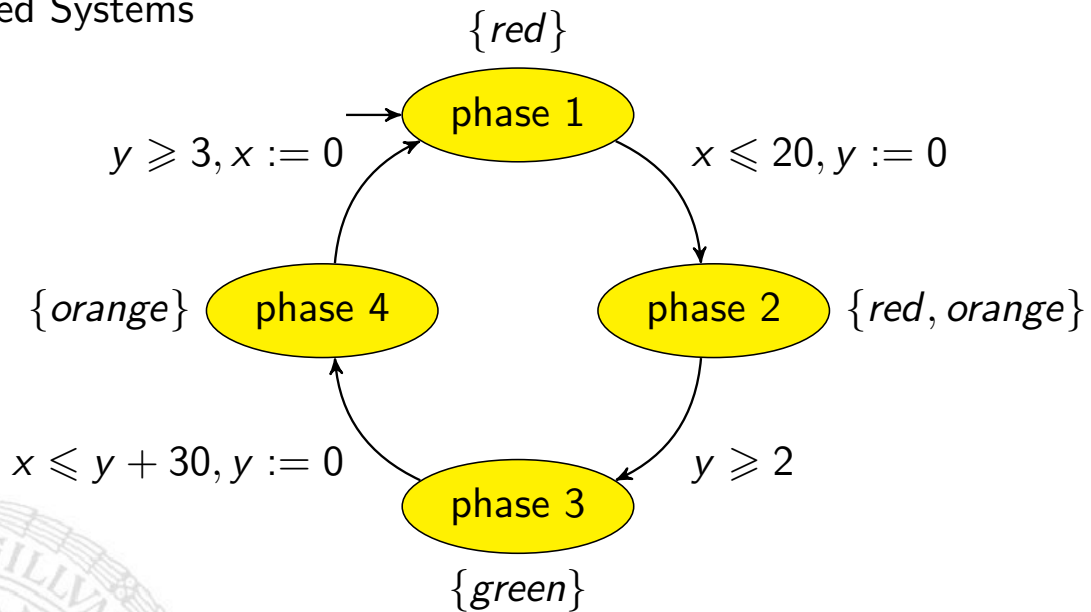 ed Systems
{red}
phase 1
y ⩾ 3, x := 0
x ⩽ 20, y := 0
{orange}
phase 4
phase 2
{red, orange}
x ⩽ y + 30, y := 0
y ⩾ 2
phase 3
{green}